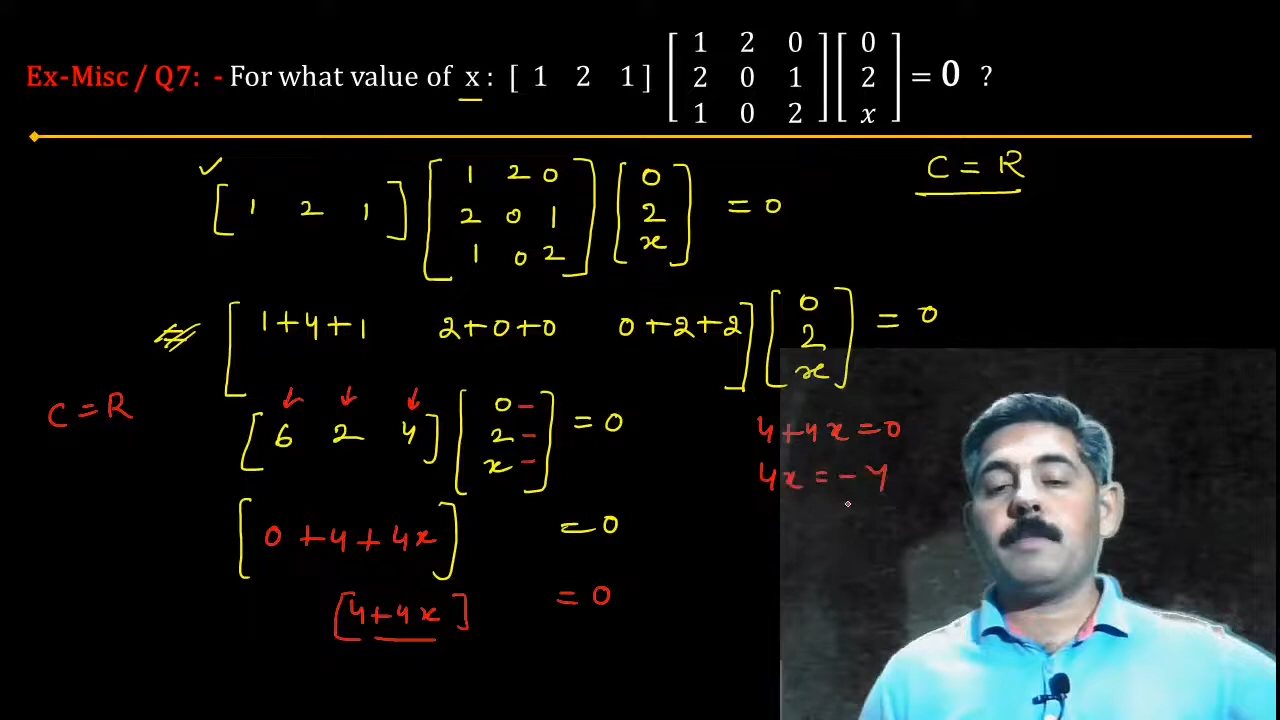 Ex-Misc / Q7: - For what value of x : [ 1 2 1 ] [ 1 2 0 2 0 1 1 0 2 ] [ 0 2 x ] = 0 ?
C = R
[ 1 2 1 ] [ 1 2 0 2 0 1 1 0 2 ] [ 0 2 x ] = 0
[ 1+4+1 2+0+0 0+2+2 ] [ 0 2 x ] = 0
C = R
[ 6 2 4 ] [ 0 2 x ] = 0
[ 0 + 4 + 4x ] = 0
[ 4+4x ] = 0
4+4x = 0
4x = -4